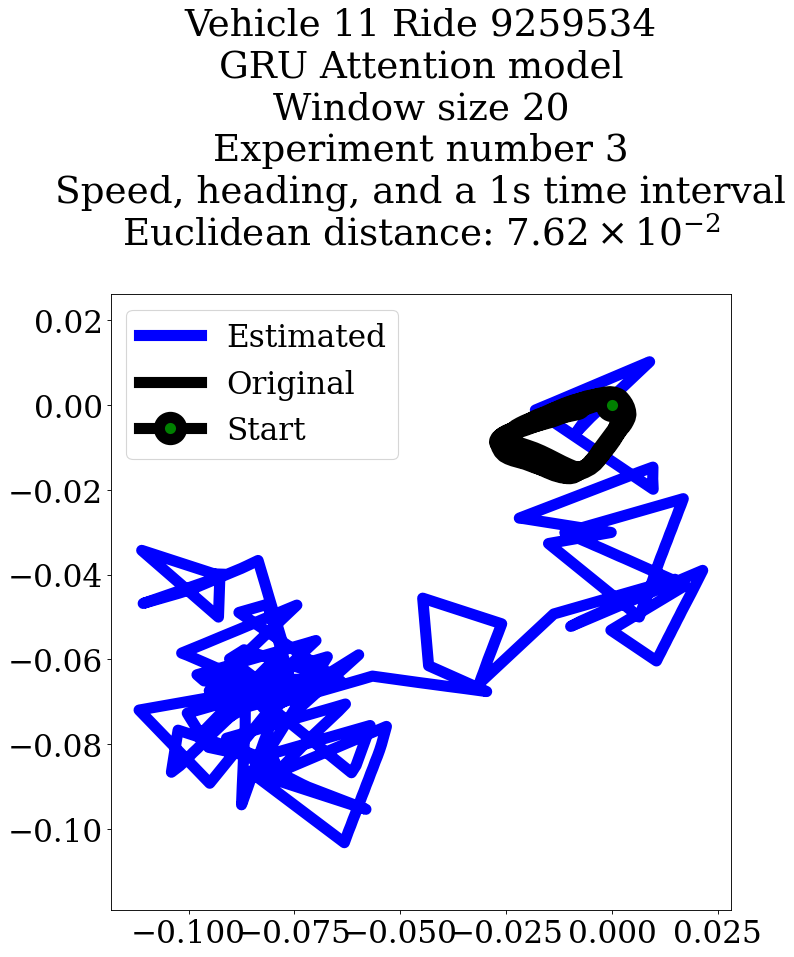 Vehicle 11 Ride 9259534
GRU Attention model
Window size 20
Experiment number 3
Speed, heading, and a 1s time interval
Euclidean distance: 7.62 × 10⁻²
Estimated
Original
Start
0.02
0.00
−0.02
−0.04
−0.06
−0.08
−0.10
−0.100 −0.075 −0.050 −0.025 0.000 0.025